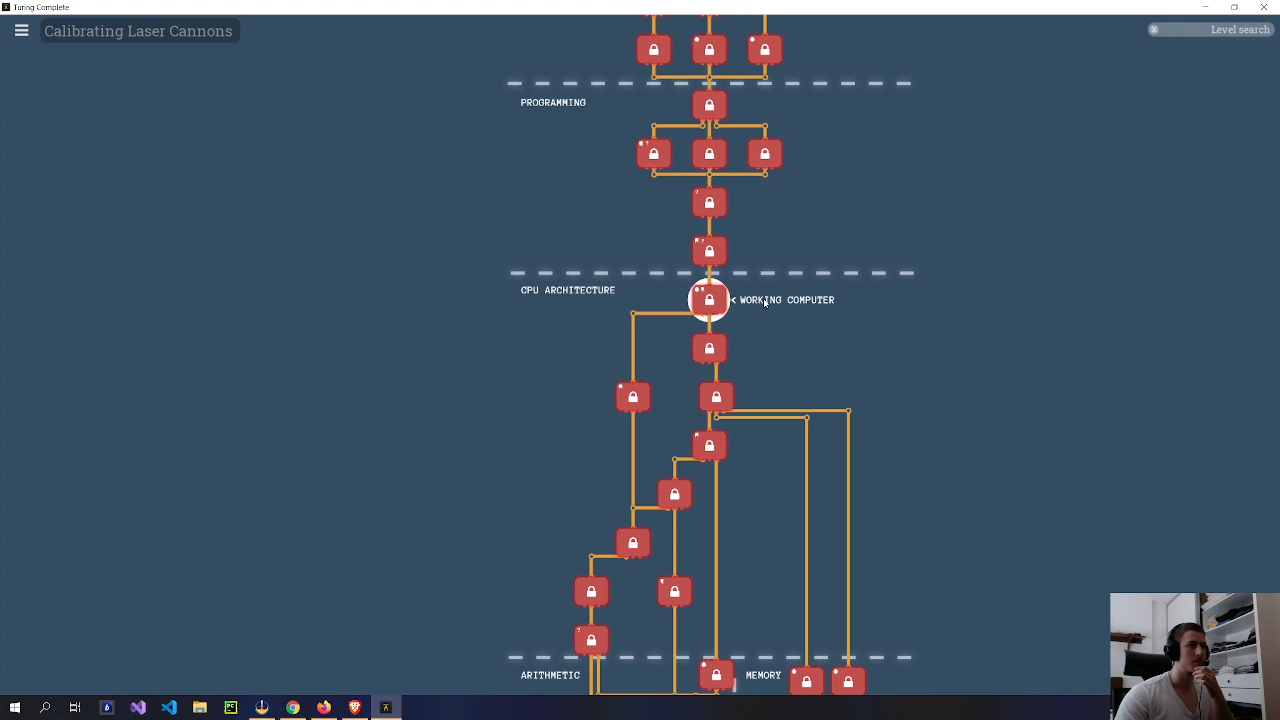 Turing Complete
Calibrating Laser Cannons
Level search
PROGRAMMING
CPU ARCHITECTURE
< WORKING COMPUTER
ARITHMETIC
MEMORY